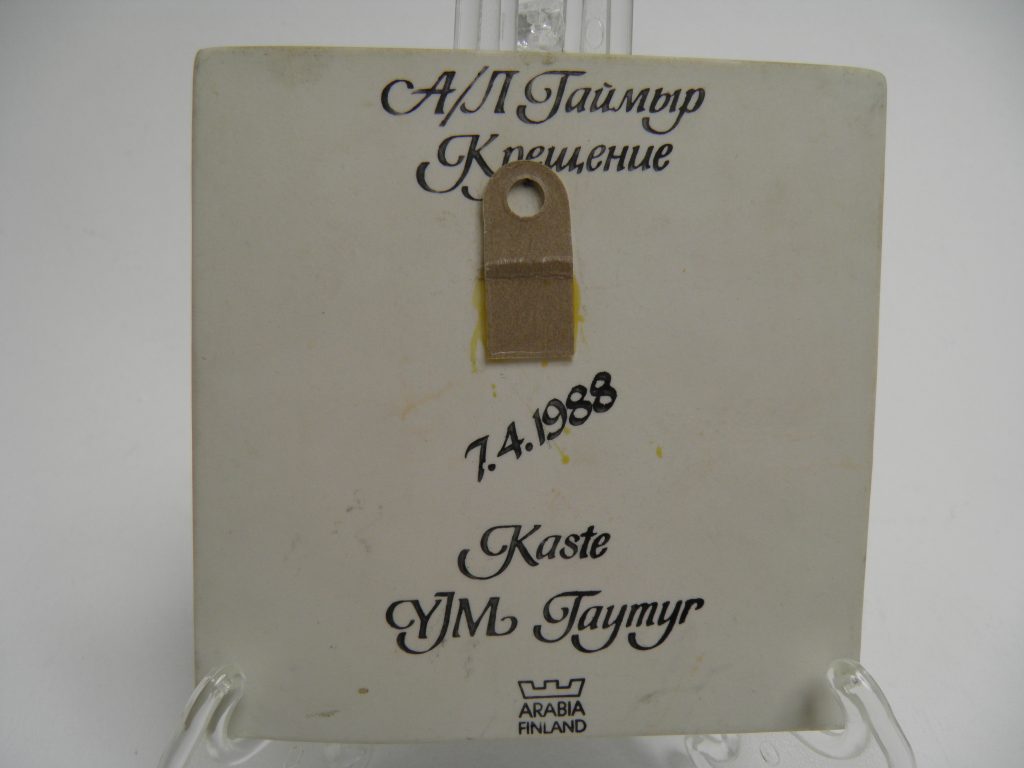 А/Л Таймыр
Крещение
7.4.1988
Kaste
YJM Taymyr
ARABIA
FINLAND